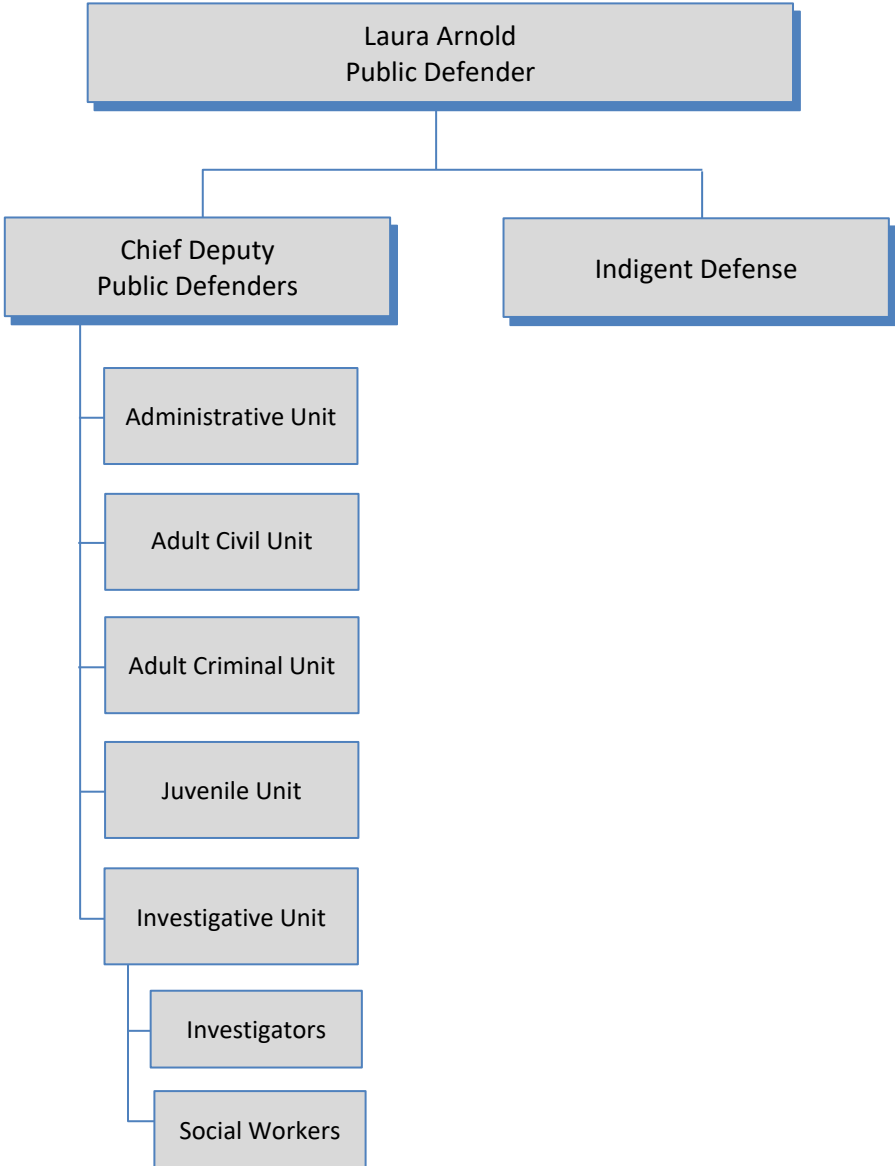 Laura Arnold
Public Defender
Chief Deputy
Public Defenders
Indigent Defense
Administrative Unit
Adult Civil Unit
Adult Criminal Unit
Juvenile Unit
Investigative Unit
Investigators
Social Workers